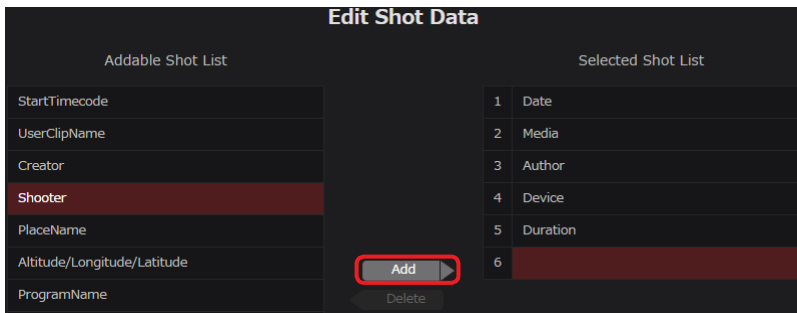 Edit Shot Data
Addable Shot List
StartTimecode
UserClipName
Creator
Shooter
PlaceName
Altitude/Longitude/Latitude
ProgramName
Add
Delete
Selected Shot List
1 Date
2 Media
3 Author
4 Device
5 Duration
6